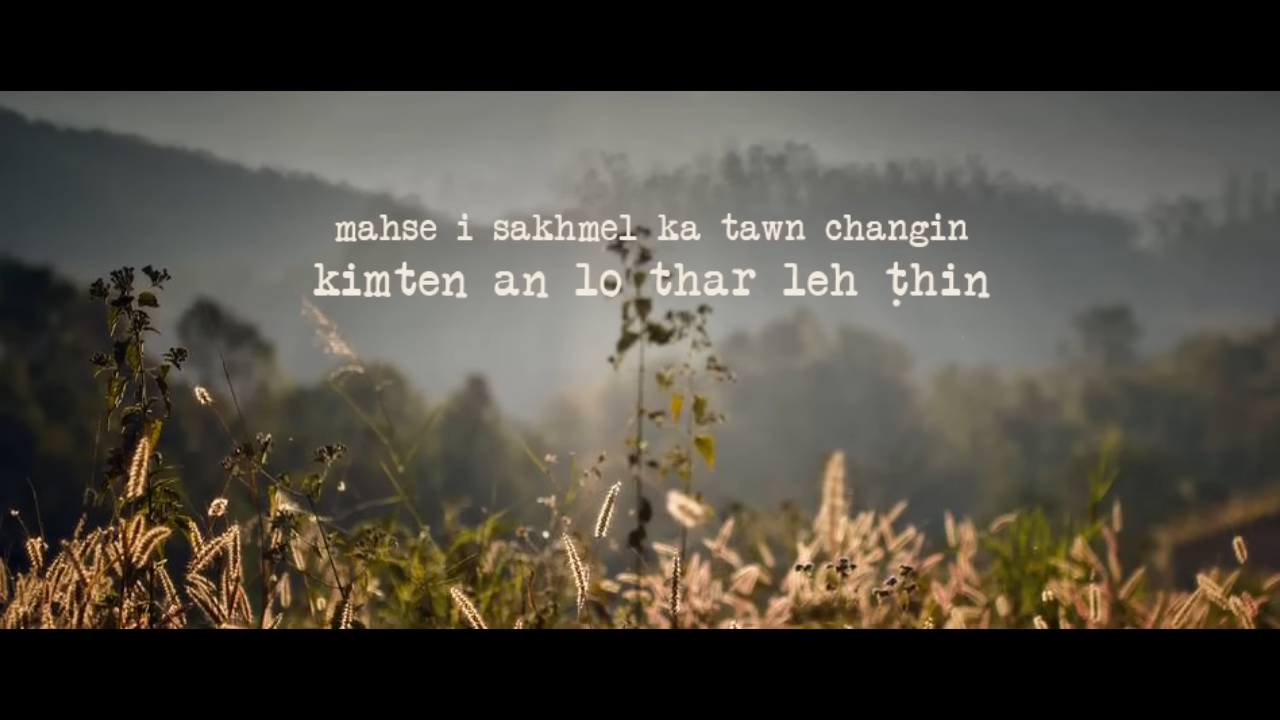 mahse i sakhmel ka tawn changin
kimten an lo thar leh ṭhin